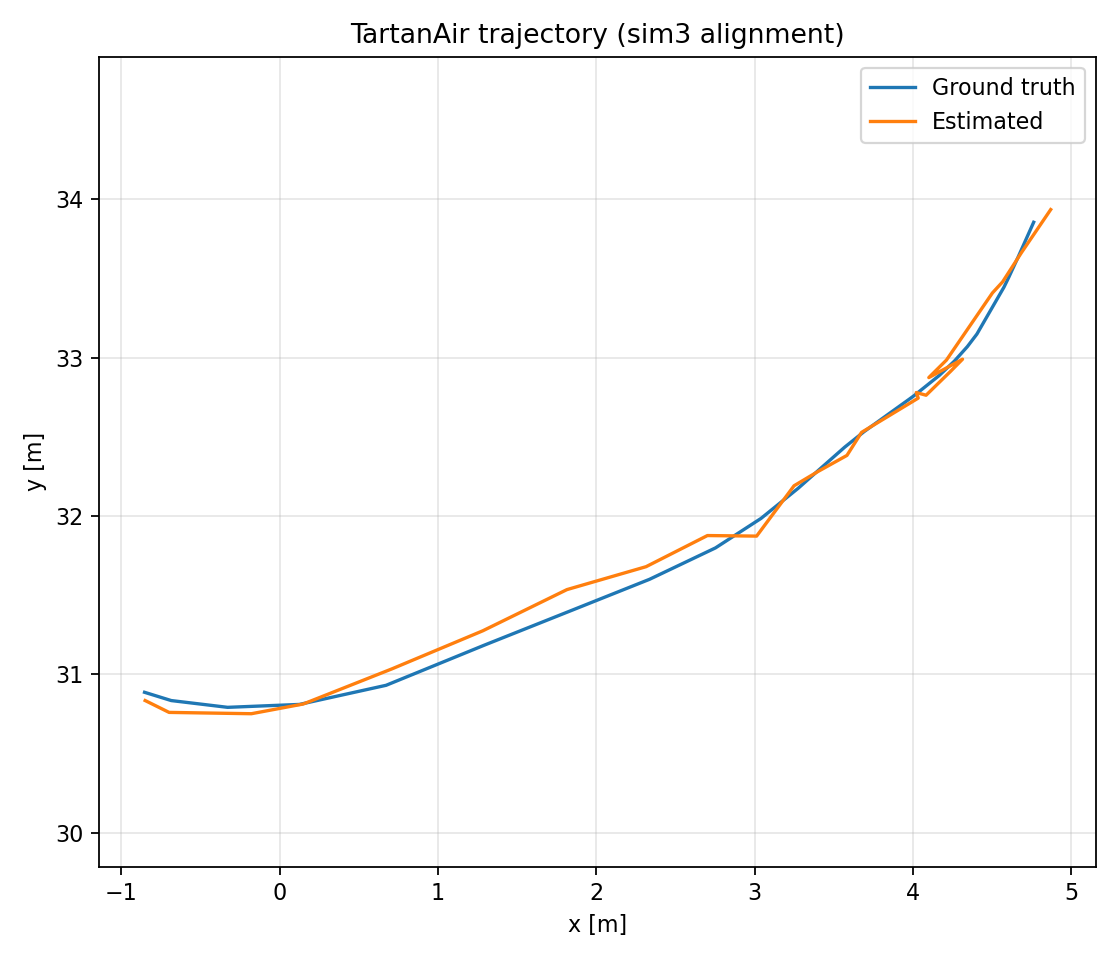 TartanAir trajectory (sim3 alignment)
Ground truth
Estimated
34
33
32
31
30
y [m]
−1
0
1
2
3
4
5
x [m]